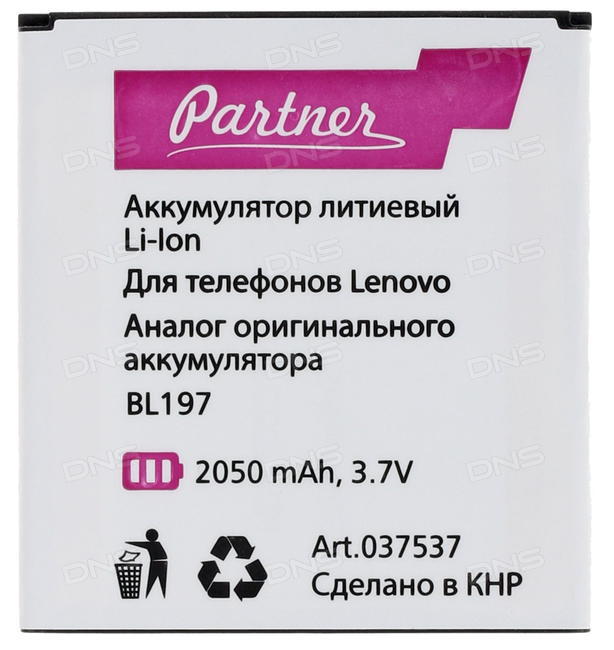 Partner
Аккумулятор литиевый
Li-Ion
Для телефонов Lenovo
Аналог оригинального
аккумулятора
BL197
2050 mAh, 3.7V
Art.037537
Сделано в КНР
DNS